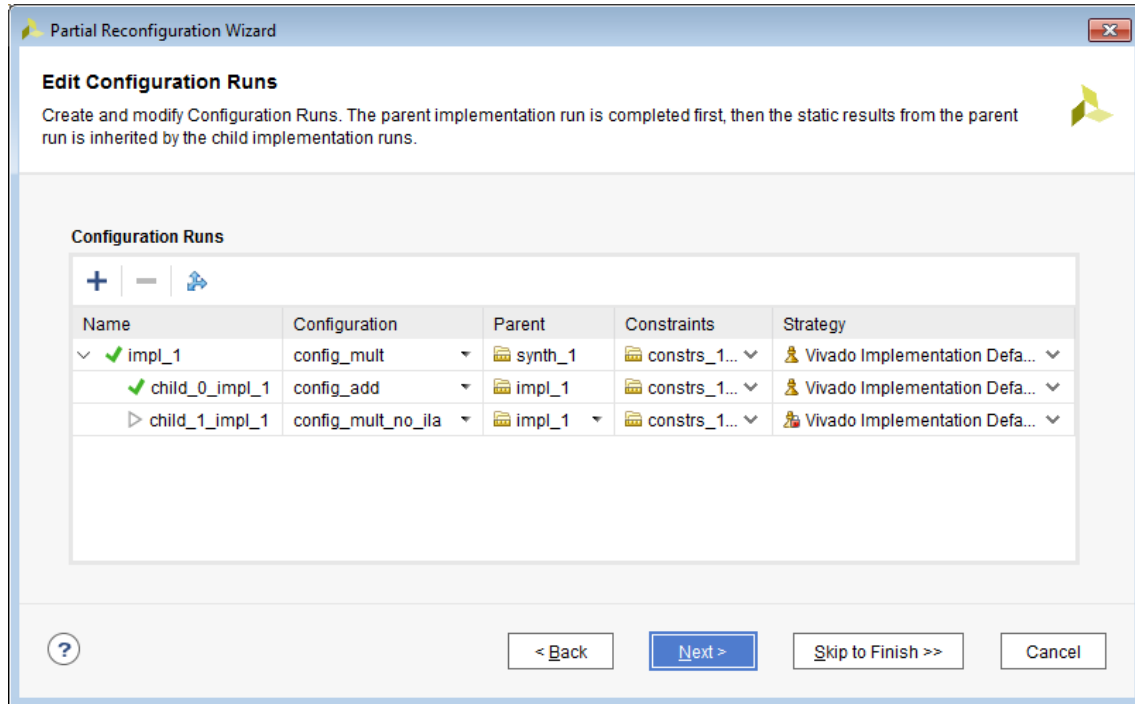 Partial Reconfiguration Wizard
Edit Configuration Runs
Create and modify Configuration Runs. The parent implementation run is completed first, then the static results from the parent
run is inherited by the child implementation runs.
Configuration Runs
Name Configuration Parent Constraints Strategy
impl_1 config_mult synth_1 constrs_1... Vivado Implementation Defa...
child_0_impl_1 config_add impl_1 constrs_1... Vivado Implementation Defa...
child_1_impl_1 config_mult_no_ila impl_1 constrs_1... Vivado Implementation Defa...
? < Back Next > Skip to Finish >> Cancel